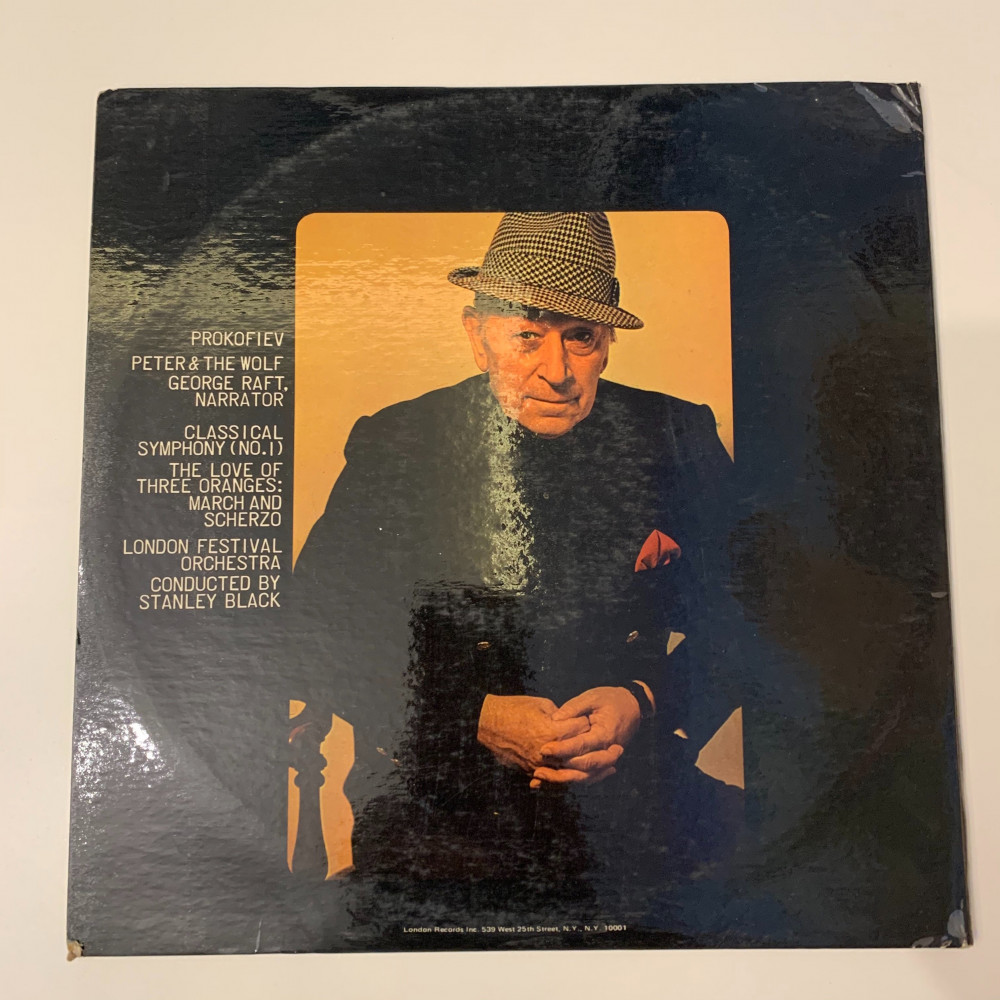 PROKOFIEV
PETER & THE WOLF
GEORGE RAFT,
NARRATOR
CLASSICAL
SYMPHONY (NO.1)
THE LOVE OF
THREE ORANGES:
MARCH AND
SCHERZO
LONDON FESTIVAL
ORCHESTRA
CONDUCTED BY
STANLEY BLACK
London Records Inc. 539 West 25th Street, N.Y., N.Y. 10001